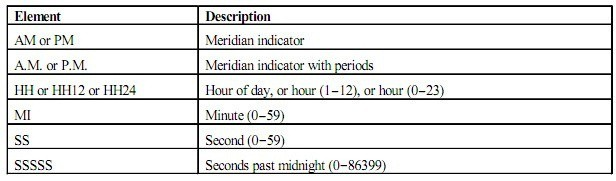 Element Description
AM or PM Meridian indicator
A.M. or P.M. Meridian indicator with periods
HH or HH12 or HH24 Hour of day, or hour (1–12), or hour (0–23)
MI Minute (0–59)
SS Second (0–59)
SSSSS Seconds past midnight (0–86399)